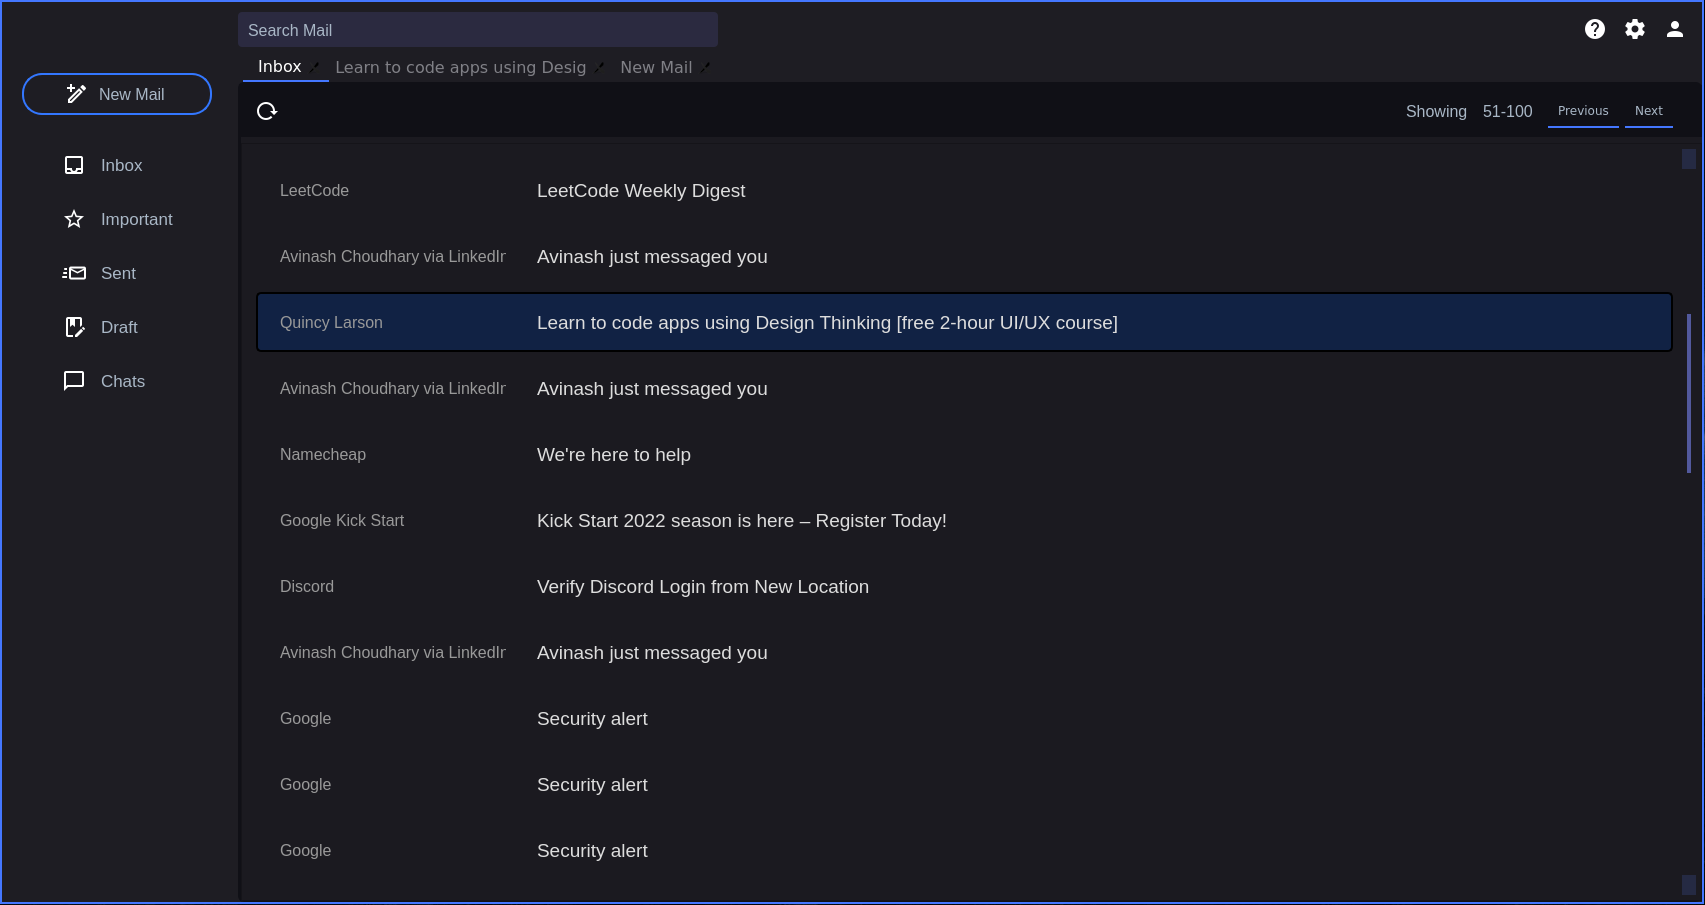 Search Mail
Inbox Learn to code apps using Desig New Mail
New Mail
Showing 51-100 Previous Next
Inbox
Important
Sent
Draft
Chats
LeetCode LeetCode Weekly Digest
Avinash Choudhary via LinkedIr Avinash just messaged you
Quincy Larson Learn to code apps using Design Thinking [free 2-hour UI/UX course]
Avinash Choudhary via LinkedIr Avinash just messaged you
Namecheap We're here to help
Google Kick Start Kick Start 2022 season is here – Register Today!
Discord Verify Discord Login from New Location
Avinash Choudhary via LinkedIr Avinash just messaged you
Google Security alert
Google Security alert
Google Security alert